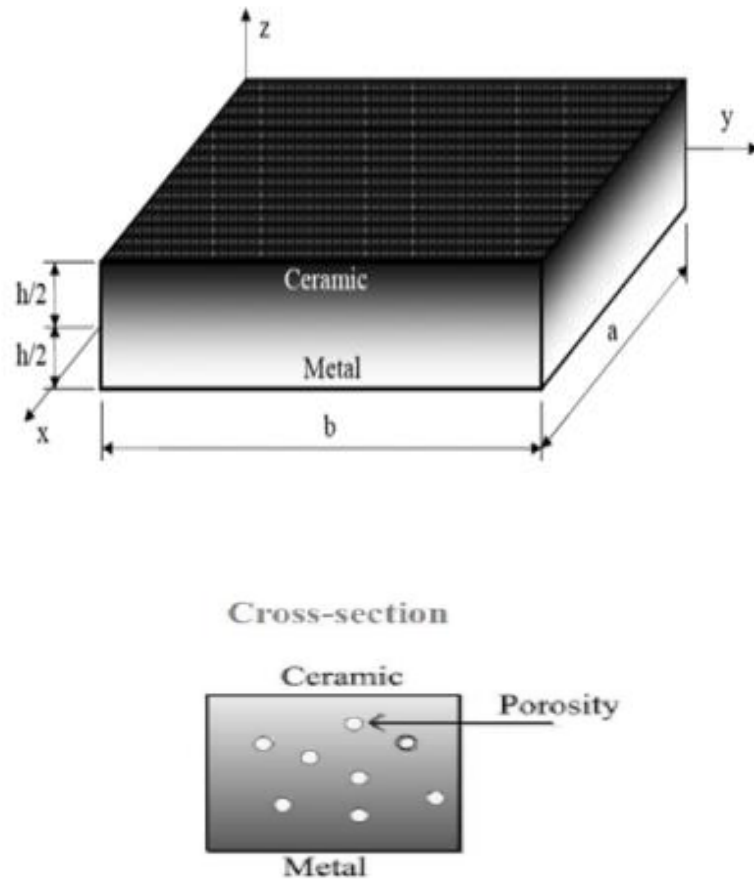 z
y
Ceramic
h/2
h/2
a
Metal
x
b
Cross-section
Ceramic
Porosity
Metal